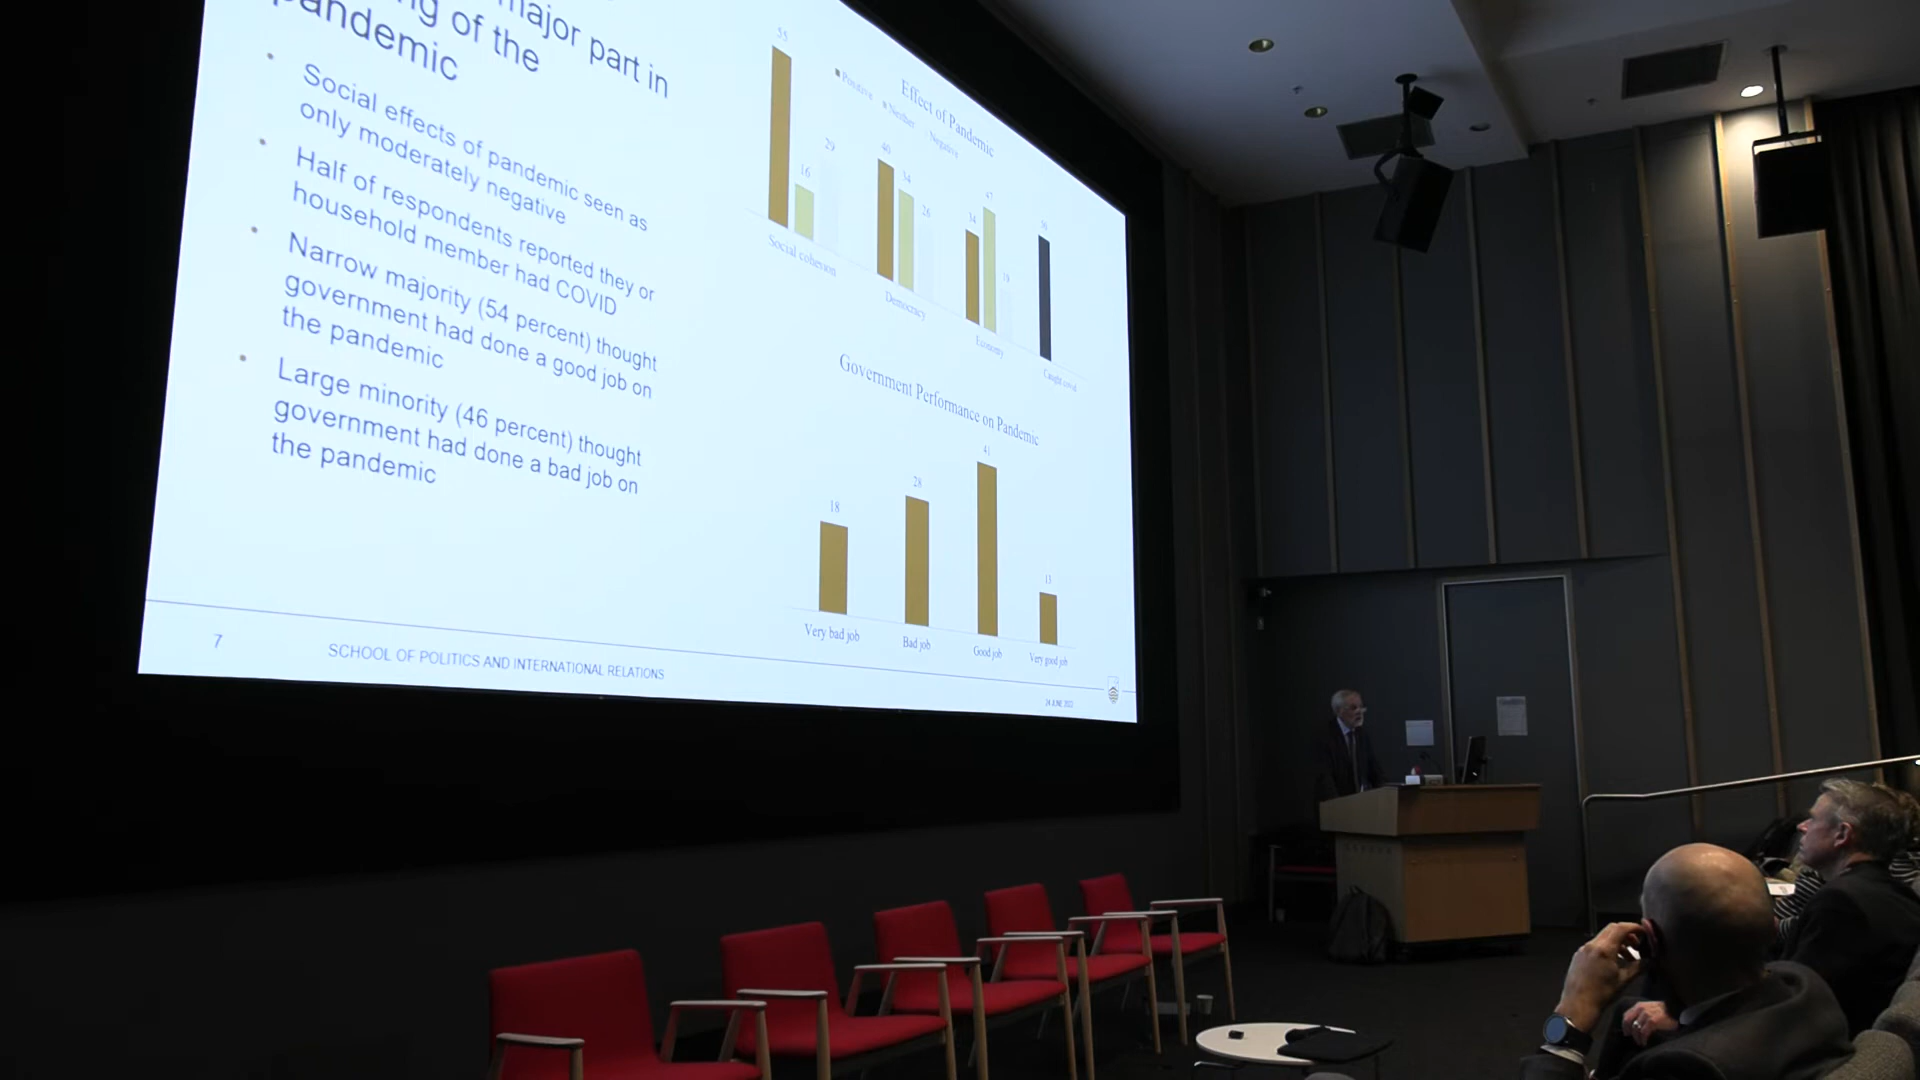 major part in
of the
pandemic
• Social effects of pandemic seen as
only moderately negative
• Half of respondents reported they or
household member had COVID
• Narrow majority (54 percent) thought
government had done a good job on
the pandemic
• Large minority (46 percent) thought
government had done a bad job on
the pandemic
Effect of Pandemic
Positive Neither Negative
55
16
29
40
34
26
34
47
19
Social cohesion
Democracy
Economy
Caught covid
Government Performance on Pandemic
18
28
41
13
Very bad job
Bad job
Good job
Very good job
7
SCHOOL OF POLITICS AND INTERNATIONAL RELATIONS